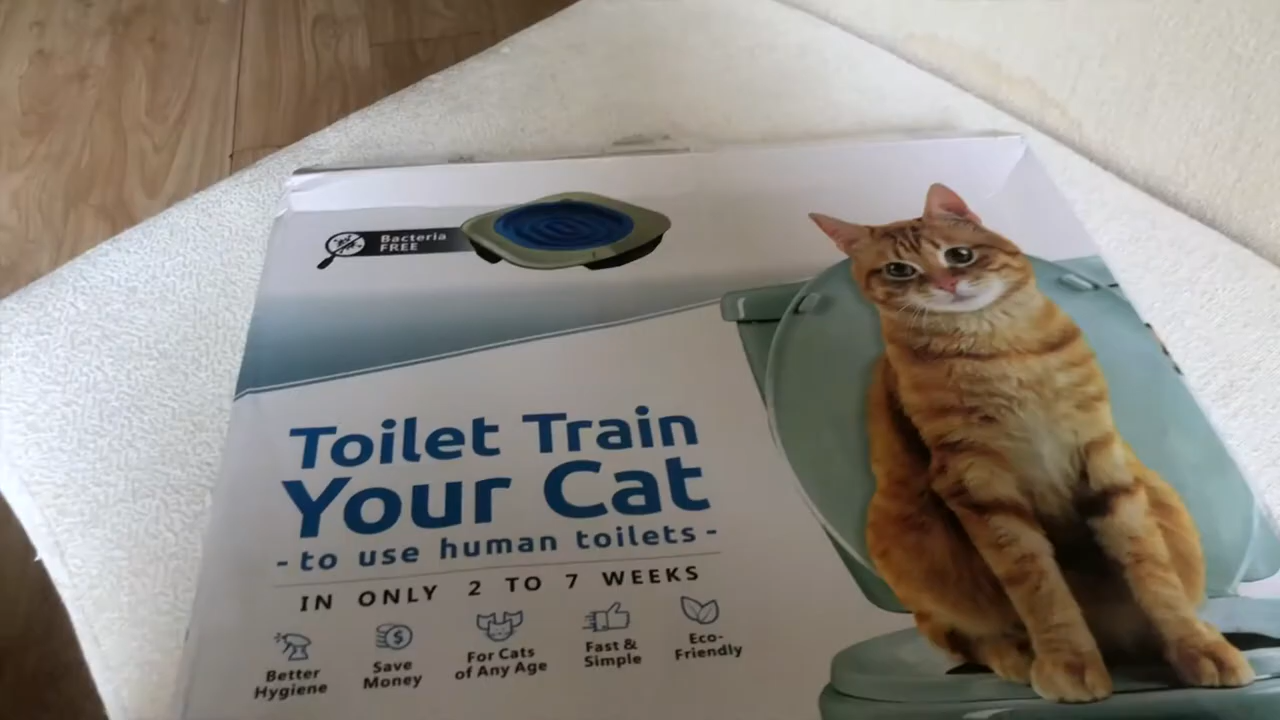 Bacteria
FREE
Toilet Train
Your Cat
- to use human toilets -
IN ONLY 2 TO 7 WEEKS
Better
Hygiene
Save
Money
For Cats
of Any Age
Fast &
Simple
Eco-
Friendly